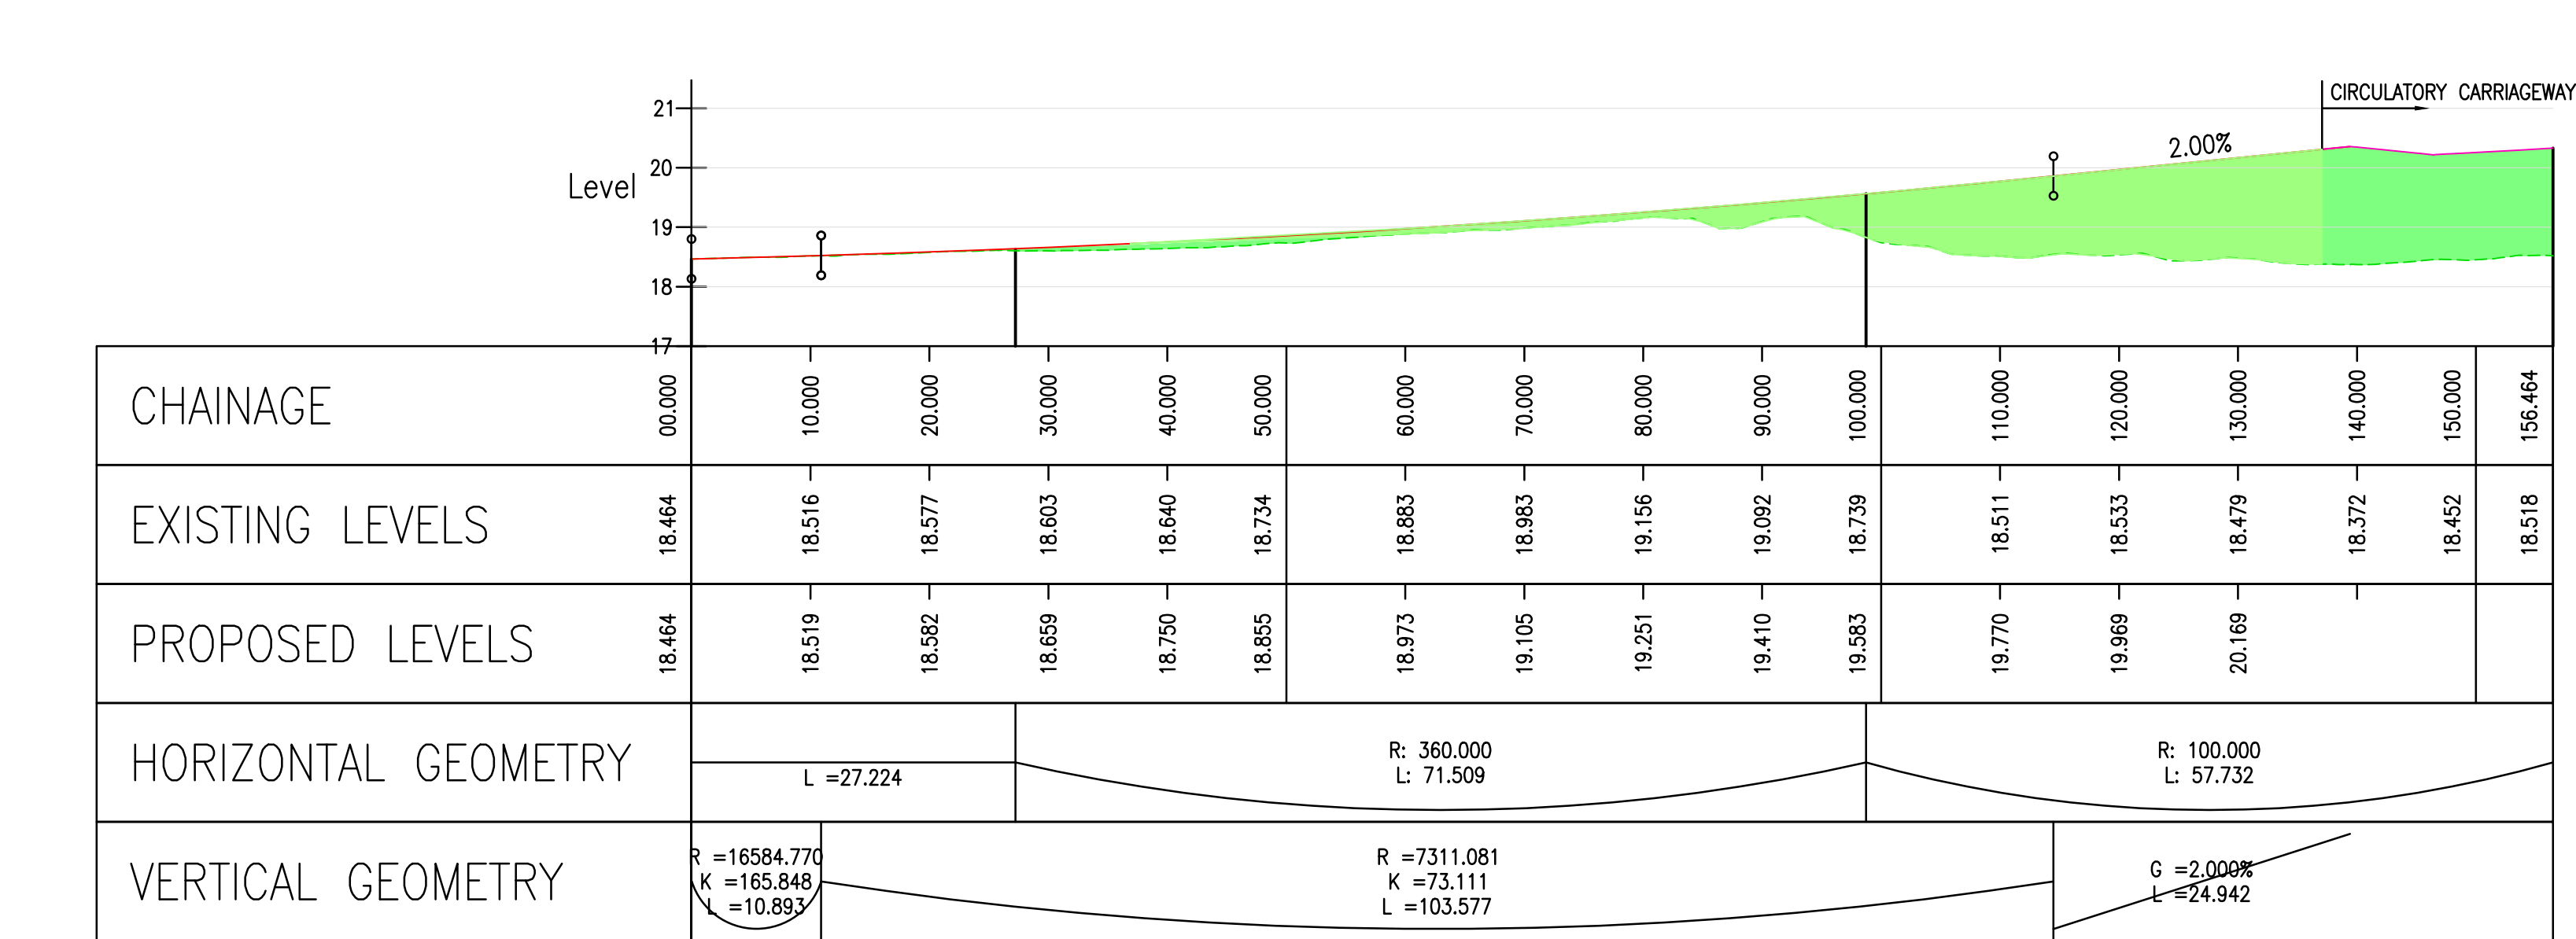 CIRCULATORY CARRIAGEWAY
21
2.00%
20
Level
19
18
17
CHAINAGE 00.000 10.000 20.000 30.000 40.000 50.000 60.000 70.000 80.000 90.000 100.000 110.000 120.000 130.000 140.000 150.000 156.464
EXISTING LEVELS 18.464 18.516 18.577 18.603 18.640 18.734 18.883 18.983 19.156 19.092 18.739 18.511 18.533 18.479 18.372 18.452 18.518
PROPOSED LEVELS 18.464 18.519 18.582 18.659 18.750 18.855 18.973 19.105 19.251 19.410 19.583 19.770 19.969 20.169
HORIZONTAL GEOMETRY
L =27.224
R: 360.000
L: 71.509
R: 100.000
L: 57.732
VERTICAL GEOMETRY
R =16584.770
K =165.848
L =10.893
R =7311.081
K =73.111
L =103.577
G =2.000%
L =24.942